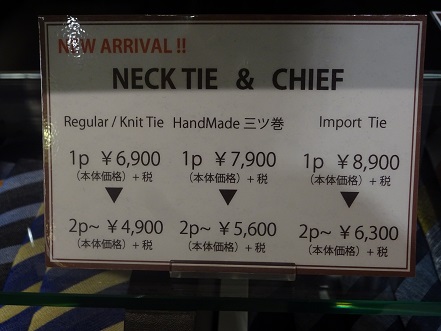 NEW ARRIVAL !!
NECK TIE & CHIEF
Regular / Knit Tie HandMade 三ツ巻 Import Tie
1p ￥6,900 1p ￥7,900 1p ￥8,900
（本体価格）+ 税 （本体価格）+ 税 （本体価格）+ 税
▼ ▼ ▼
2p~ ￥4,900 2p~ ￥5,600 2p~ ￥6,300
（本体価格）+ 税 （本体価格）+ 税 （本体価格）+ 税